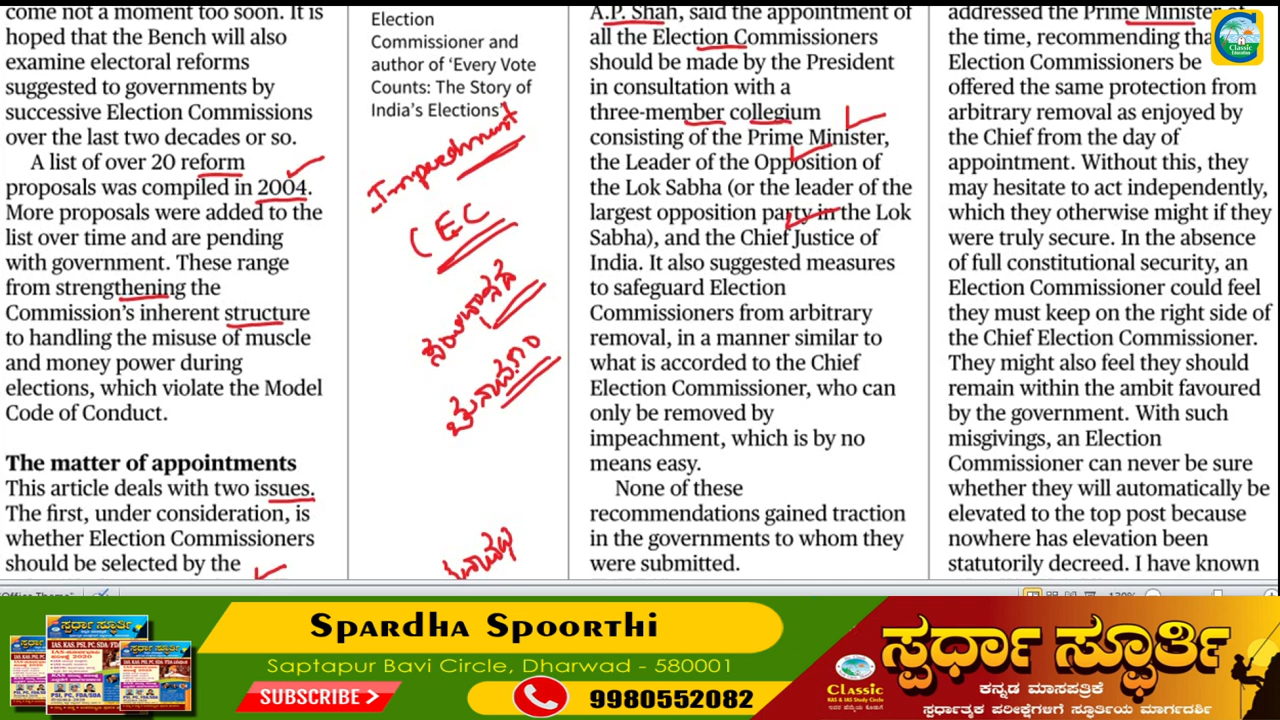 come not a moment too soon. It is
hoped that the Bench will also
examine electoral reforms
suggested to governments by
successive Election Commissions
over the last two decades or so.
A list of over 20 reform
proposals was compiled in 2004.
More proposals were added to the
list over time and are pending
with government. These range
from strengthening the
Commission's inherent structure
to handling the misuse of muscle
and money power during
elections, which violate the Model
Code of Conduct.
The matter of appointments
This article deals with two issues.
The first, under consideration, is
whether Election Commissioners
should be selected by the
Election
Commissioner and
author of 'Every Vote
Counts: The Story of
India's Elections'
Impeachment
CEC
A.P. Shah, said the appointment of
all the Election Commissioners
should be made by the President
in consultation with a
three-member collegium
consisting of the Prime Minister,
the Leader of the Opposition of
the Lok Sabha (or the leader of the
largest opposition party in the Lok
Sabha), and the Chief Justice of
India. It also suggested measures
to safeguard Election
Commissioners from arbitrary
removal, in a manner similar to
what is accorded to the Chief
Election Commissioner, who can
only be removed by
impeachment, which is by no
means easy.
None of these
recommendations gained traction
in the governments to whom they
were submitted.
addressed the Prime Minister of
the time, recommending that
Election Commissioners be
offered the same protection from
arbitrary removal as enjoyed by
the Chief from the day of
appointment. Without this, they
may hesitate to act independently,
which they otherwise might if they
were truly secure. In the absence
of full constitutional security, an
Election Commissioner could feel
they must keep on the right side of
the Chief Election Commissioner.
They might also feel they should
remain within the ambit favoured
by the government. With such
misgivings, an Election
Commissioner can never be sure
whether they will automatically be
elevated to the top post because
nowhere has elevation been
statutorily decreed. I have known
Classic
Education
"Office Theme"
130%
ಸ್ಪರ್ಧಾ ಸ್ಫೂರ್ತಿ
Spardha Spoorthi
Saptapur Bavi Circle Dharwad - 580001
SUBSCRIBE
9980552082
Classic
KAS & IAS Study Circle
ಸ್ಪರ್ಧಾ ಸ್ಫೂರ್ತಿ
ಕನ್ನಡ ಮಾಸಪತ್ರಿಕೆ
ಸ್ಪರ್ಧಾತ್ಮಕ ಪರೀಕ್ಷೆಗಳಿಗೆ ಸ್ಫೂರ್ತಿಯ ಮಾರ್ಗದರ್ಶಿ